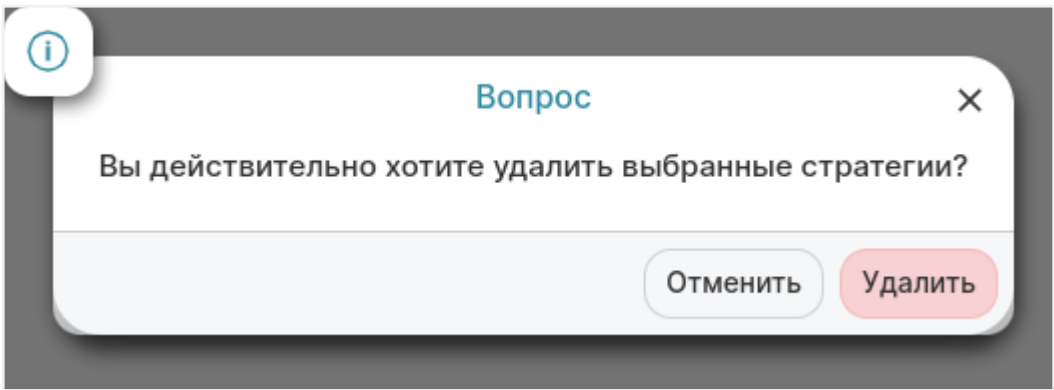 Вопрос
Вы действительно хотите удалить выбранные стратегии?
Отменить Удалить